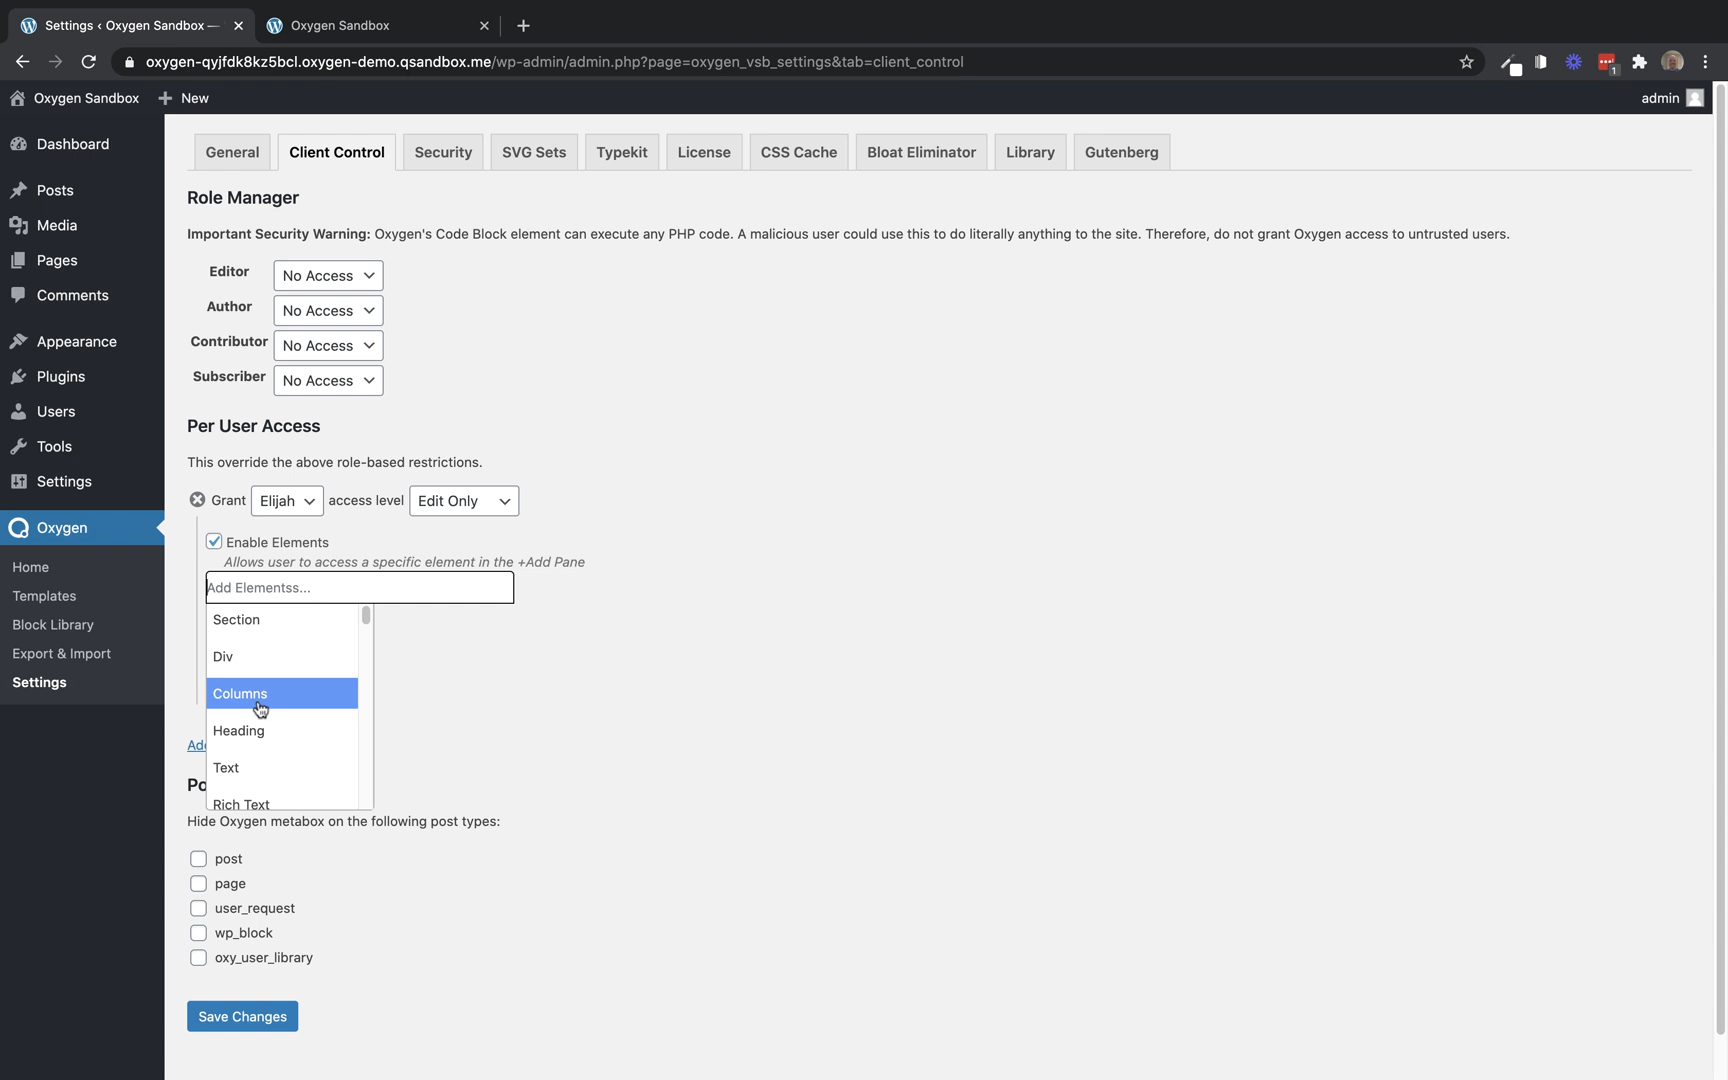 Settings ‹ Oxygen Sandbox —
Oxygen Sandbox
oxygen-qyjfdk8kz5bcl.oxygen-demo.qsandbox.me/wp-admin/admin.php?page=oxygen_vsb_settings&tab=client_control
1
Oxygen Sandbox
New
admin
Dashboard
Posts
Media
Pages
Comments
Appearance
Plugins
Users
Tools
Settings
Oxygen
Home
Templates
Block Library
Export & Import
Settings
General
Client Control
Security
SVG Sets
Typekit
License
CSS Cache
Bloat Eliminator
Library
Gutenberg
Role Manager
Important Security Warning: Oxygen's Code Block element can execute any PHP code. A malicious user could use this to do literally anything to the site. Therefore, do not grant Oxygen access to untrusted users.
Editor No Access
Author No Access
Contributor No Access
Subscriber No Access
Per User Access
This override the above role-based restrictions.
Grant Elijah access level Edit Only
Enable Elements
Allows user to access a specific element in the +Add Pane
Add Elementss...
Section
Div
Columns
Heading
Text
Rich Text
Hide Oxygen metabox on the following post types:
post
page
user_request
wp_block
oxy_user_library
Save Changes